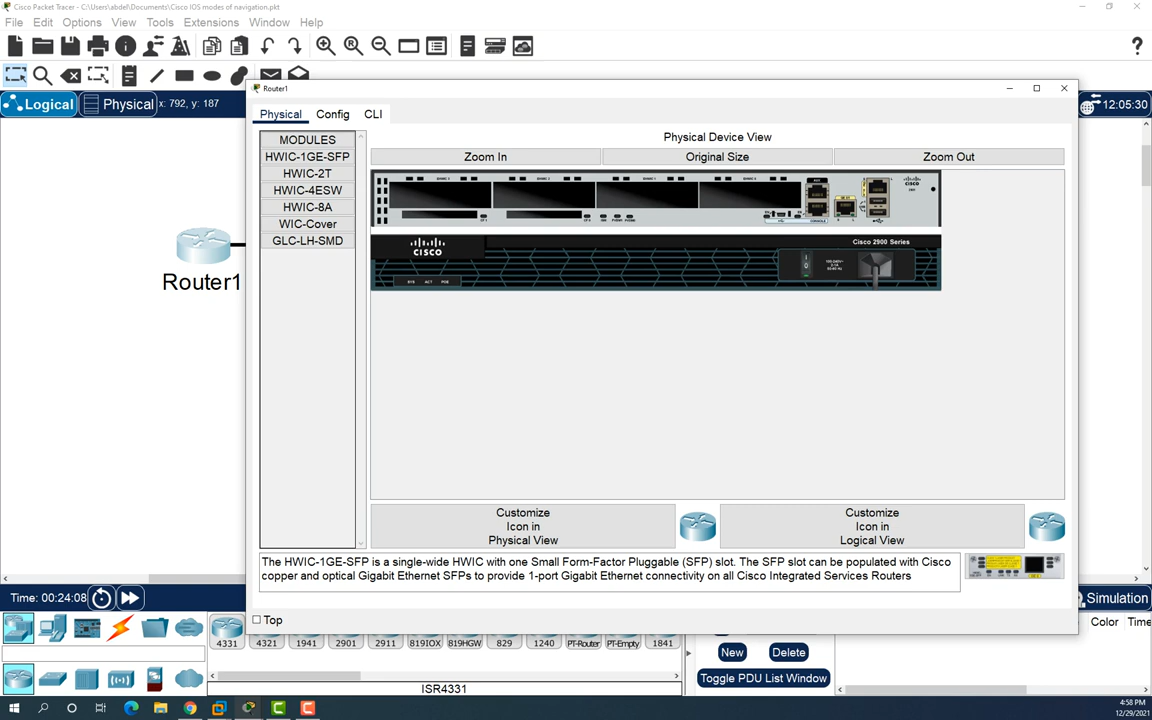 Cisco Packet Tracer - C:\Users\abdel\Documents\Cisco IOS modes of navigation.pkt
File Edit Options View Tools Extensions Window Help
Router1
Logical Physical x: 792, y: 187
12:05:30
Physical Config CLI
MODULES
HWIC-1GE-SFP
HWIC-2T
HWIC-4ESW
HWIC-8A
WIC-Cover
GLC-LH-SMD
Physical Device View
Zoom In Original Size Zoom Out
CISCO
CISCO
Cisco 2900 Series
Router1
Customize
Icon in
Physical View
Customize
Icon in
Logical View
The HWIC-1GE-SFP is a single-wide HWIC with one Small Form-Factor Pluggable (SFP) slot. The SFP slot can be populated with Cisco
copper and optical Gigabit Ethernet SFPs to provide 1-port Gigabit Ethernet connectivity on all Cisco Integrated Services Routers
Top
Time: 00:24:08
Simulation
Color Time
4331 4321 1941 2901 2911 819IOX 819HGW 829 1240 PT-Router PT-Empty 1841
New Delete
Toggle PDU List Window
ISR4331
4:58 PM
12/29/2021